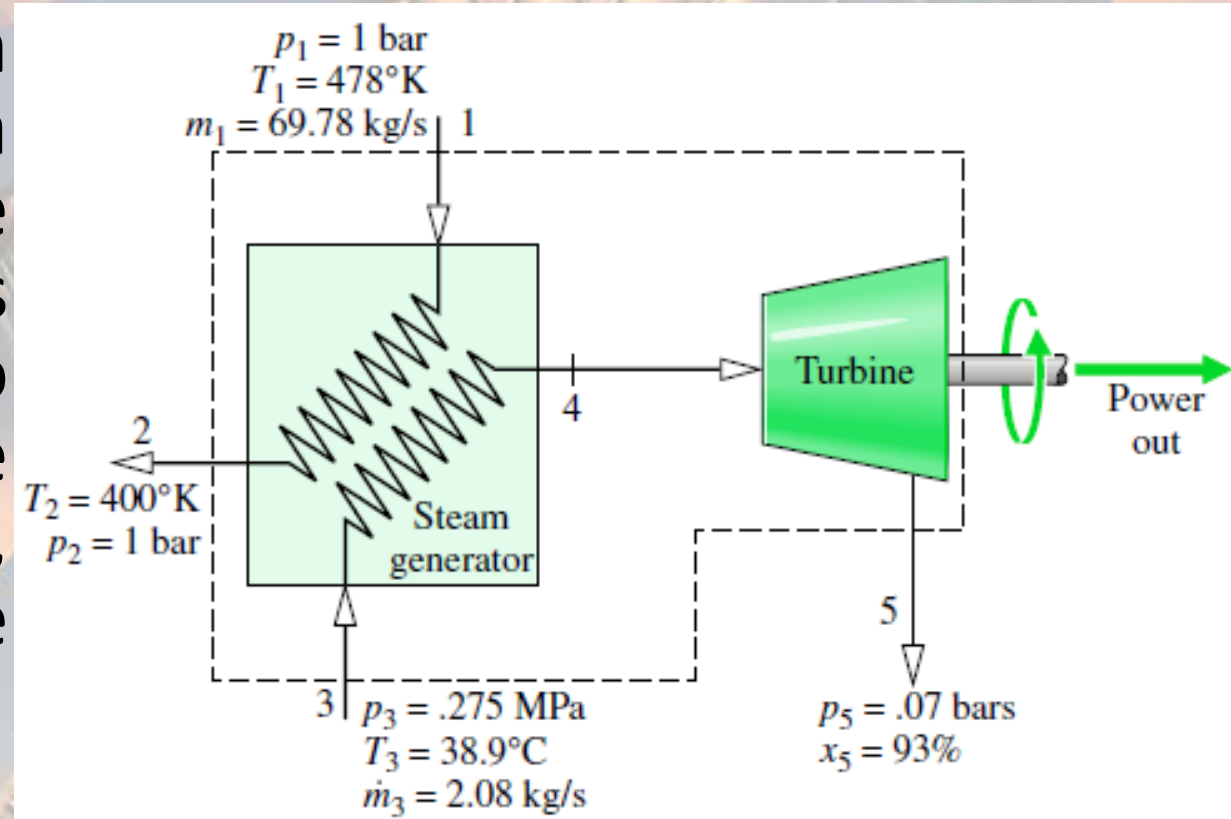 p₁ = 1 bar
T₁ = 478°K
m₁ = 69.78 kg/s
1
2
T₂ = 400°K
p₂ = 1 bar
Steam
generator
4
Turbine
Power
out
3
p₃ = .275 MPa
T₃ = 38.9°C
ṁ₃ = 2.08 kg/s
5
p₅ = .07 bars
x₅ = 93%